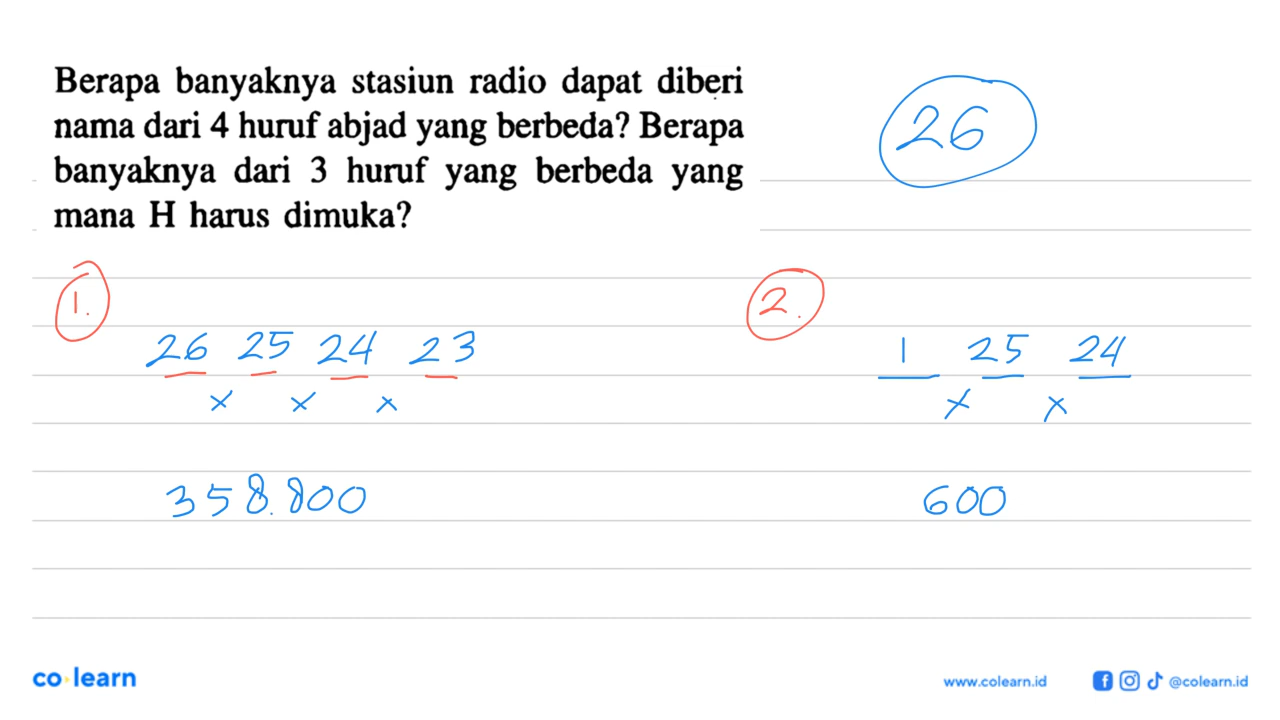 Berapa banyaknya stasiun radio dapat diberi
nama dari 4 huruf abjad yang berbeda? Berapa
banyaknya dari 3 huruf yang berbeda yang
mana H harus dimuka?
26
1.
26 25 24 23
x x x
358.800
2.
1 25 24
x x
600
co·learn
www.colearn.id
@colearn.id